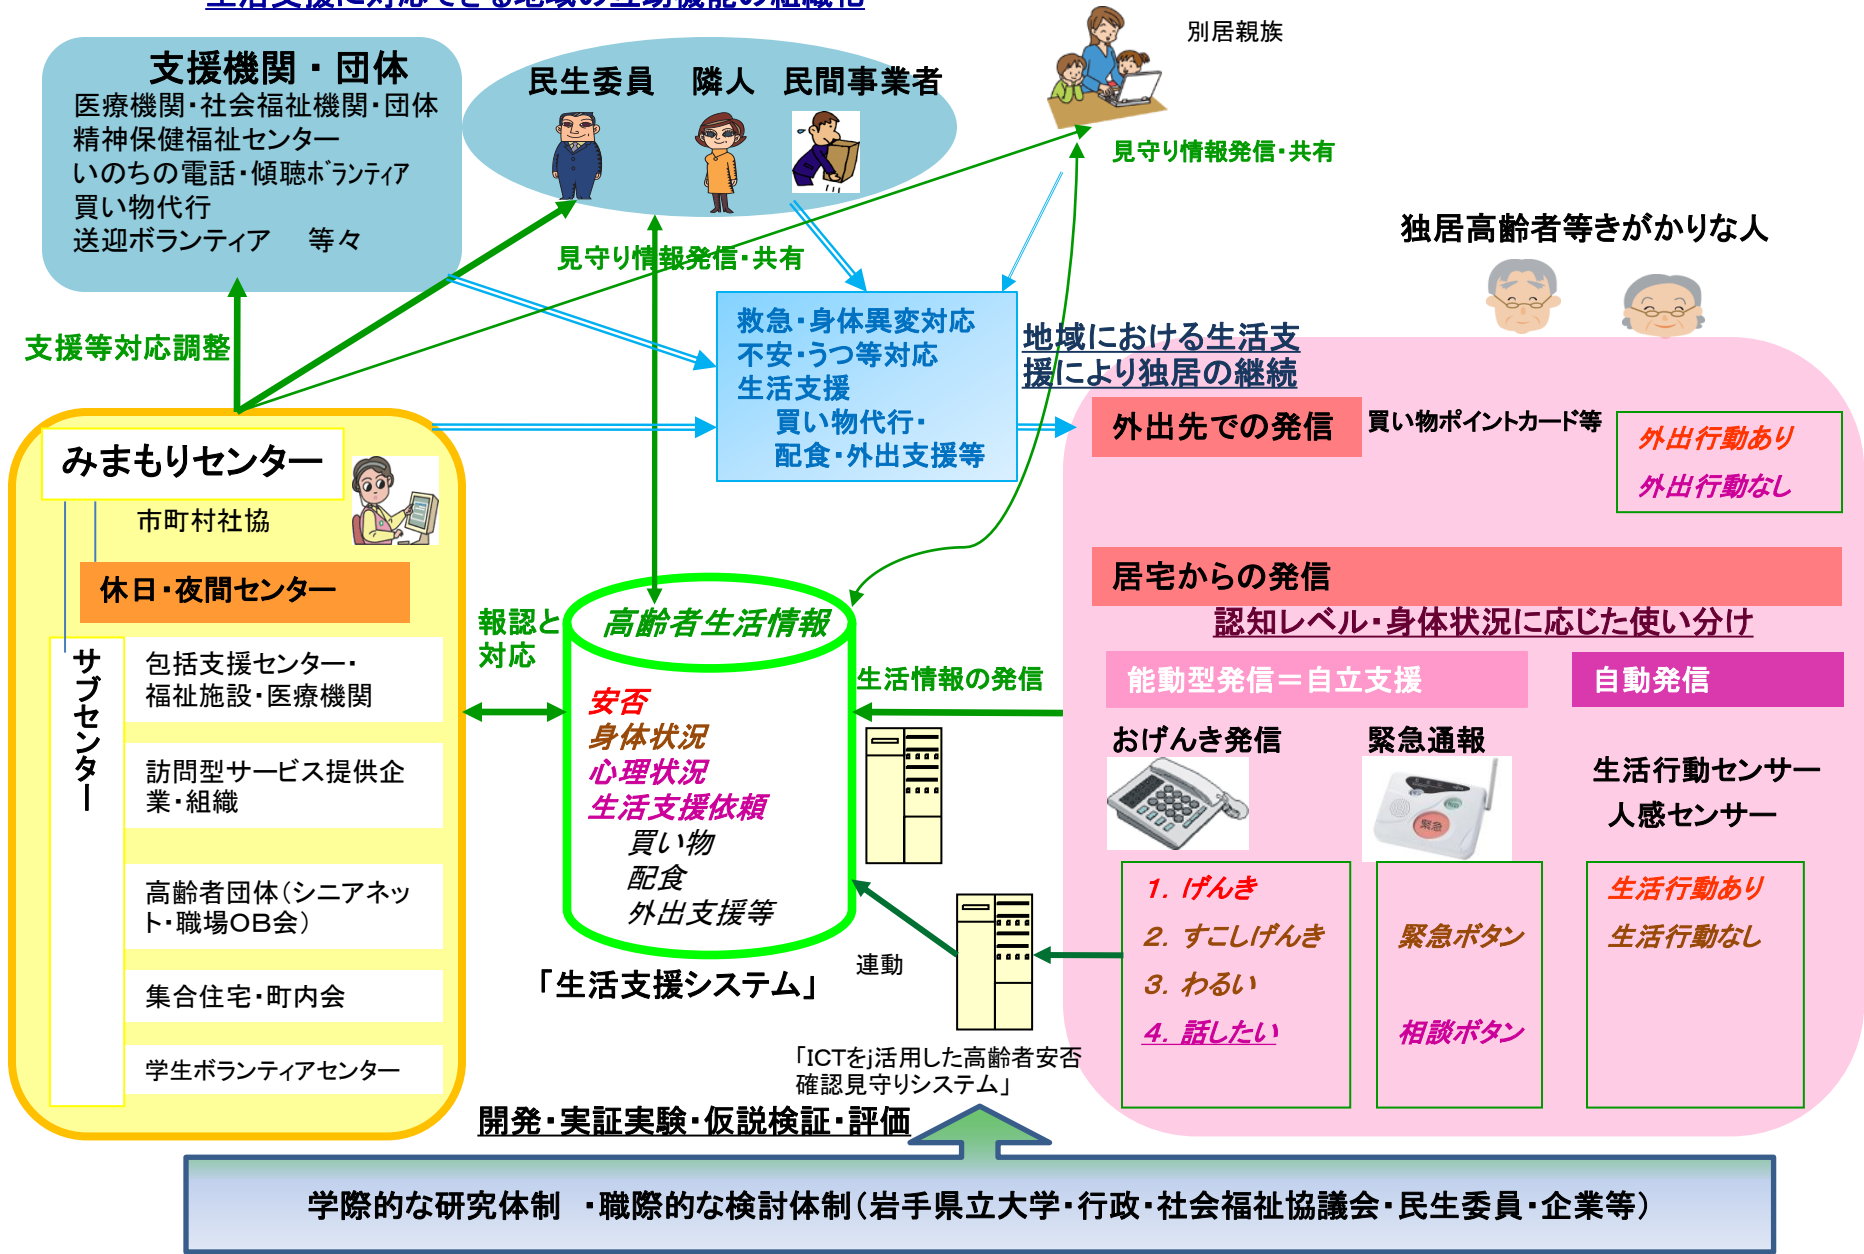 生活支援に対応できる地域の互助機能の組織化
支援機関・団体
医療機関・社会福祉機関・団体
精神保健福祉センター
いのちの電話・傾聴ボランティア
買い物代行
送迎ボランティア　等々
民生委員　隣人　民間事業者
別居親族
見守り情報発信・共有
見守り情報発信・共有
独居高齢者等きがかりな人
支援等対応調整
救急・身体異変対応
不安・うつ等対応
生活支援
買い物代行・
配食・外出支援等
地域における生活支
援により独居の継続
みまもりセンター
市町村社協
休日・夜間センター
サブセンター
包括支援センター・
福祉施設・医療機関
訪問型サービス提供企
業・組織
高齢者団体（シニアネッ
ト・職場OB会）
集合住宅・町内会
学生ボランティアセンター
報認と
対応
高齢者生活情報
安否
身体状況
心理状況
生活支援依頼
買い物
配食
外出支援等
「生活支援システム」
生活情報の発信
連動
「ICTをj活用した高齢者安否
確認見守りシステム」
外出先での発信
買い物ポイントカード等
外出行動あり
外出行動なし
居宅からの発信
認知レベル・身体状況に応じた使い分け
能動型発信＝自立支援
自動発信
おげんき発信
緊急通報
緊急
生活行動センサー
人感センサー
1. げんき
2. すこしげんき
3. わるい
4. 話したい
緊急ボタン
相談ボタン
生活行動あり
生活行動なし
開発・実証実験・仮説検証・評価
学際的な研究体制　・職際的な検討体制（岩手県立大学・行政・社会福祉協議会・民生委員・企業等）